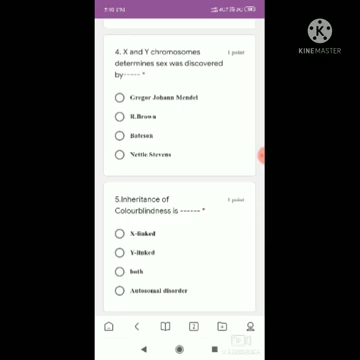 KINEMASTER
4. X and Y chromosomes
1 point
determines sex was discovered
by----- *
Gregor Johann Mendel
R.Brown
Bateson
Nettie Stevens
5.Inheritance of
1 point
Colourblindness is ------ *
X-linked
Y-linked
both
Autosomal disorder